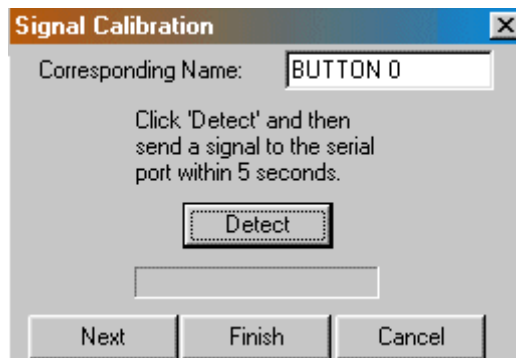 Signal Calibration
Corresponding Name: BUTTON 0
Click 'Detect' and then
send a signal to the serial
port within 5 seconds.
Detect
Next Finish Cancel